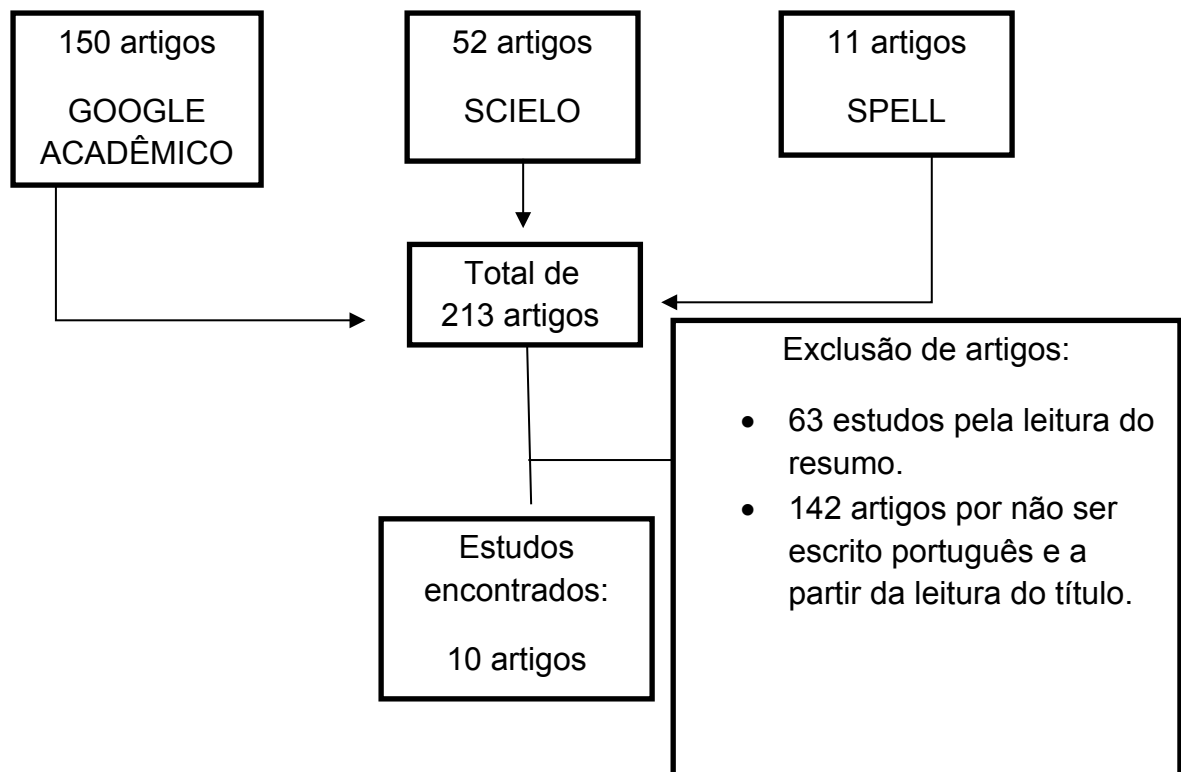 150 artigos
GOOGLE
ACADÊMICO
52 artigos
SCIELO
11 artigos
SPELL
Total de
213 artigos
Exclusão de artigos:
• 63 estudos pela leitura do
resumo.
• 142 artigos por não ser
escrito português e a
partir da leitura do título.
Estudos
encontrados:
10 artigos